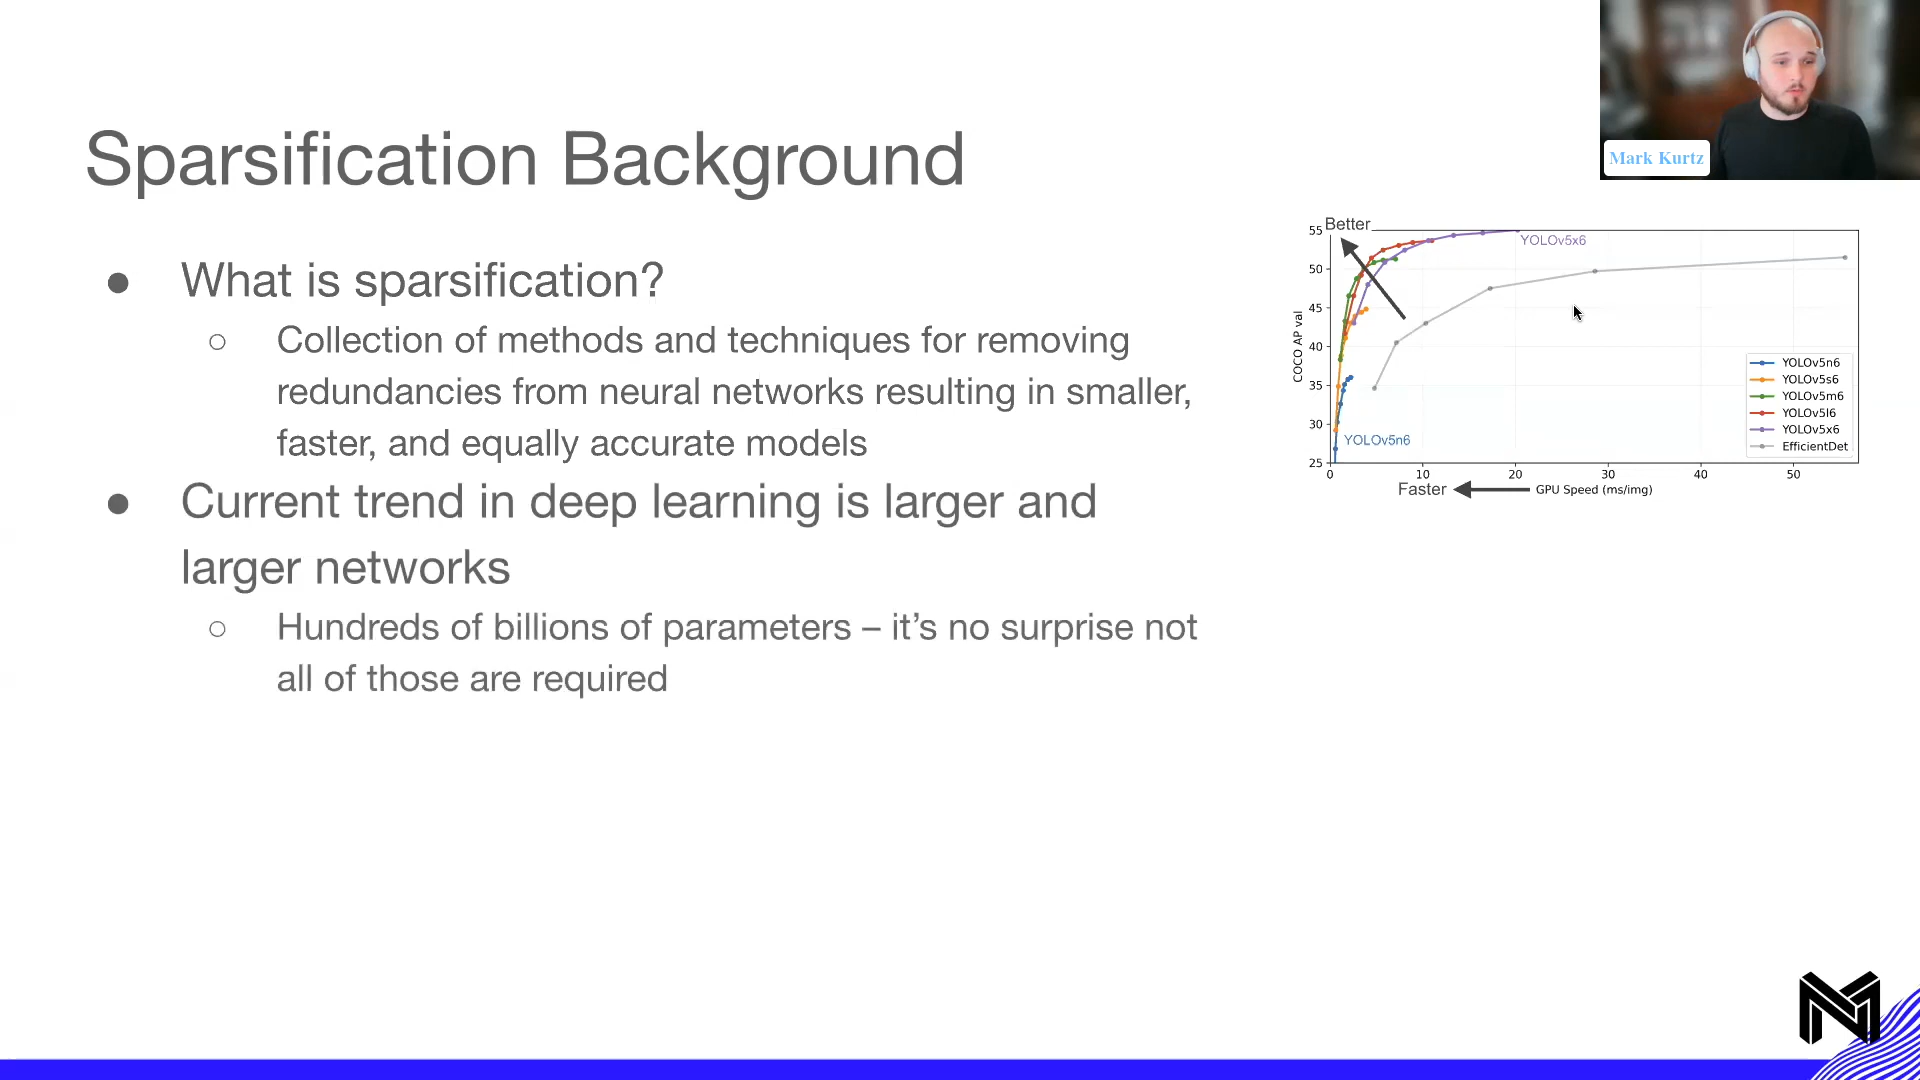 Mark Kurtz
Sparsification Background
● What is sparsification?
○ Collection of methods and techniques for removing
redundancies from neural networks resulting in smaller,
faster, and equally accurate models
● Current trend in deep learning is larger and
larger networks
○ Hundreds of billions of parameters – it’s no surprise not
all of those are required
Better
55
50
45
40
35
30
25
COCO AP val
YOLOv5x6
YOLOv5n6
YOLOv5n6
YOLOv5s6
YOLOv5m6
YOLOv5l6
YOLOv5x6
EfficientDet
0 10 20 30 40 50
Faster GPU Speed (ms/img)